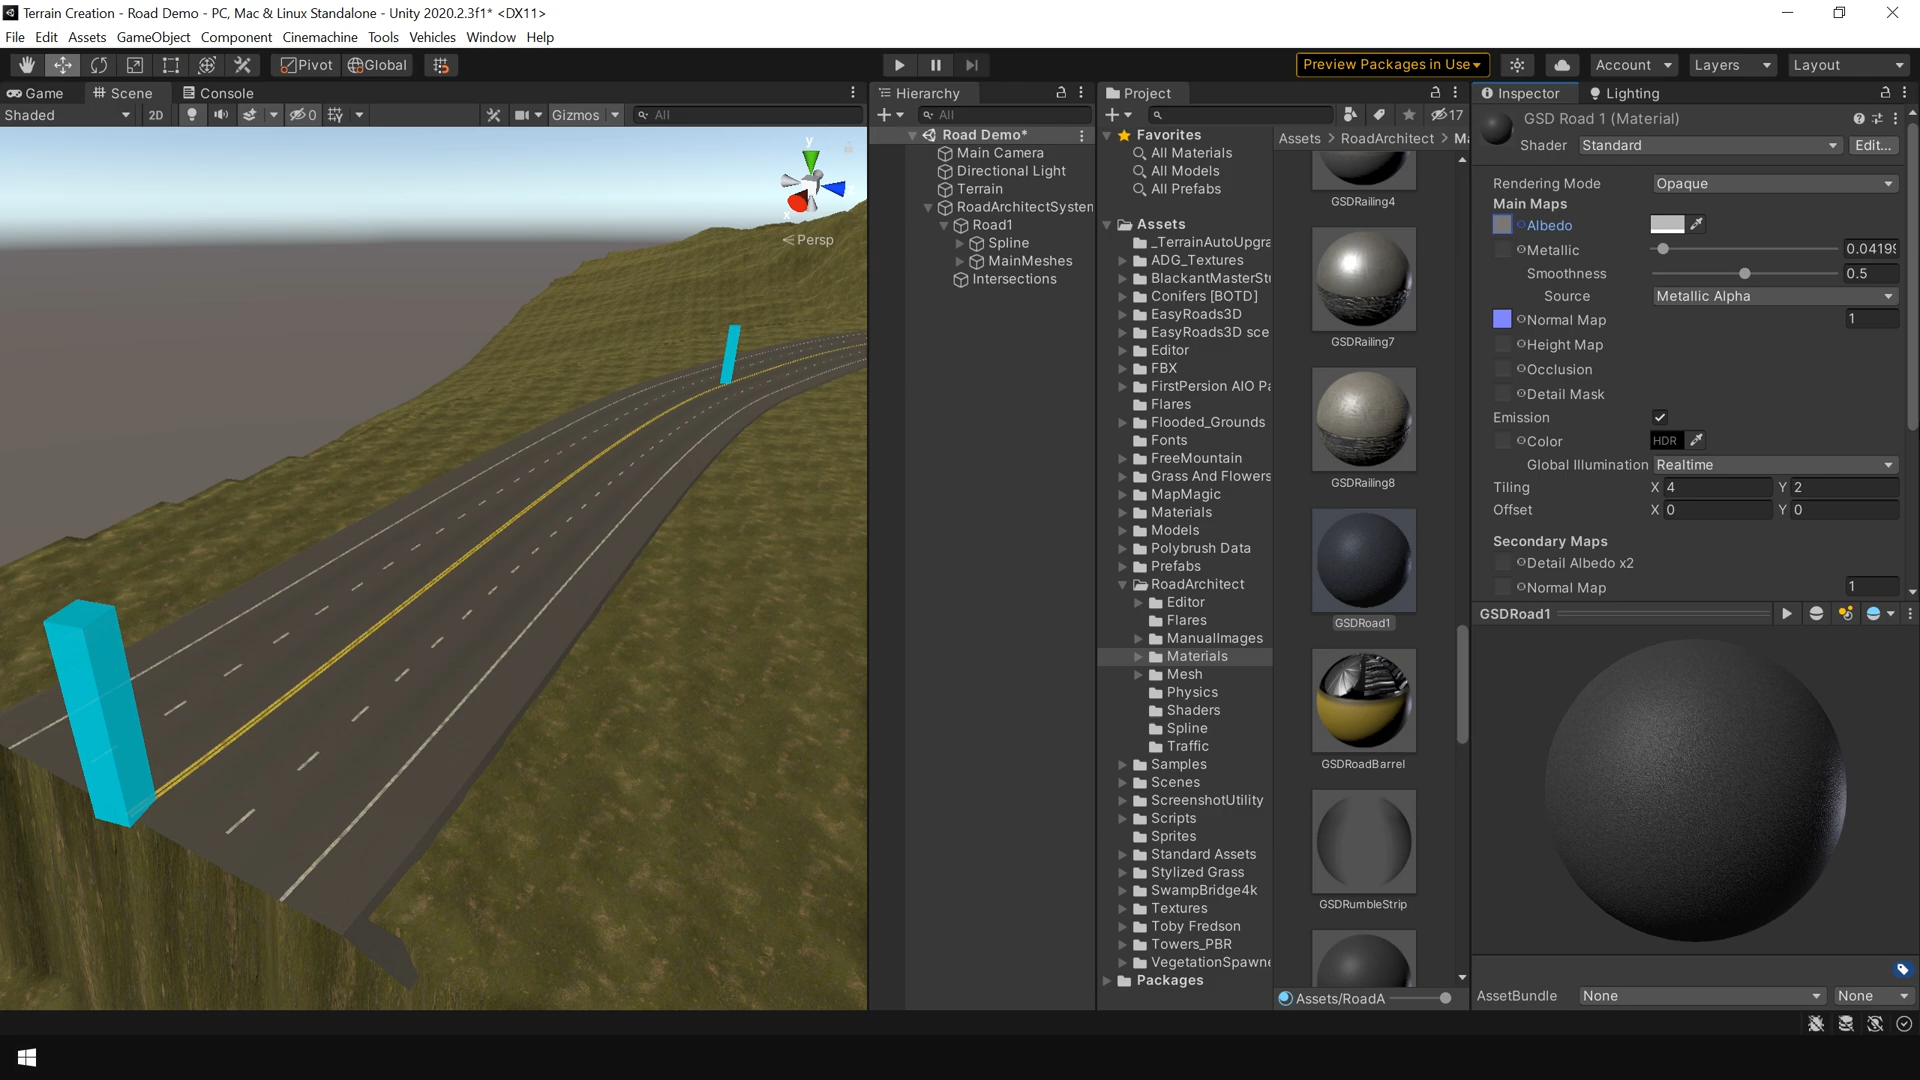 Terrain Creation - Road Demo - PC, Mac & Linux Standalone - Unity 2020.2.3f1* <DX11>
File Edit Assets GameObject Component Cinemachine Tools Vehicles Window Help
Pivot Global Preview Packages in Use Account Layers Layout
Game Scene Console
Shaded 2D 0 Gizmos All
y
x
Persp
Hierarchy
All
Road Demo*
Main Camera
Directional Light
Terrain
RoadArchitectSystem
Road1
Spline
MainMeshes
Intersections
Project
17
Favorites
All Materials
All Models
All Prefabs
Assets
_TerrainAutoUpgra
ADG_Textures
BlackantMasterStu
Conifers [BOTD]
EasyRoads3D
EasyRoads3D sce
Editor
FBX
FirstPersion AIO Pa
Flares
Flooded_Grounds
Fonts
FreeMountain
Grass And Flowers
MapMagic
Materials
Models
Polybrush Data
Prefabs
RoadArchitect
Editor
Flares
ManualImages
Materials
Mesh
Physics
Shaders
Spline
Traffic
Samples
Scenes
ScreenshotUtility
Scripts
Sprites
Standard Assets
Stylized Grass
SwampBridge4k
Textures
Toby Fredson
Towers_PBR
VegetationSpawne
Packages
Assets > RoadArchitect > Ma
GSDRailing4
GSDRailing7
GSDRailing8
GSDRoad1
GSDRoadBarrel
GSDRumbleStrip
Assets/RoadA
Inspector Lighting
GSD Road 1 (Material)
Shader Standard Edit...
Rendering Mode Opaque
Main Maps
Albedo
Metallic 0.04199
Smoothness 0.5
Source Metallic Alpha
Normal Map 1
Height Map
Occlusion
Detail Mask
Emission
Color HDR
Global Illumination Realtime
Tiling X 4 Y 2
Offset X 0 Y 0
Secondary Maps
Detail Albedo x2
Normal Map 1
GSDRoad1
AssetBundle None None